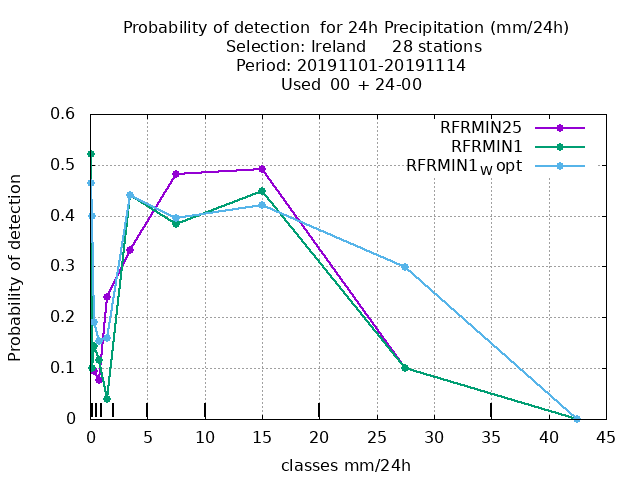 Probability of detection  for 24h Precipitation (mm/24h)
Selection: Ireland     28 stations
Period: 20191101-20191114
Used  00 + 24-00
RFRMIN25
RFRMIN1
RFRMIN1w opt
Probability of detection
0.6
0.5
0.4
0.3
0.2
0.1
0
0 5 10 15 20 25 30 35 40 45
classes mm/24h